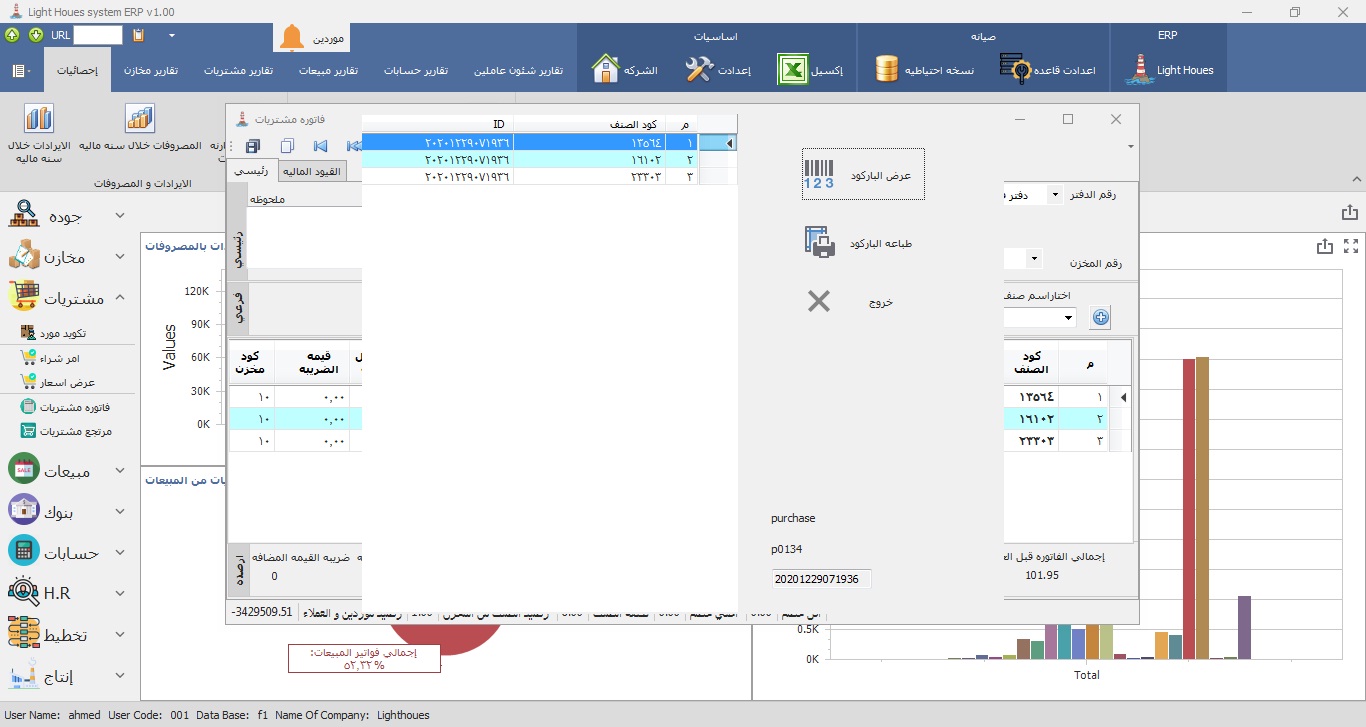 Light Houes system ERP v1.00
URL
موردين
اساسيات
صيانه
ERP
إحصائيات
تقارير مخازن
تقارير مشتريات
تقارير مبيعات
تقارير حسابات
تقارير شئون عاملين
الشركه
إعدادت
إكسيل
نسخه احتياطيه
اعدادت قاعده
Light Houes
الايرادات خلال سنه ماليه
المصروفات خلال سنه ماليه
الايرادات و المصروفات
جوده
مخازن
مشتريات
تكويد مورد
امر شراء
عرض اسعار
فاتوره مشتريات
مرتجع مشتريات
مبيعات
بنوك
حسابات
H.R
تخطيط
إنتاج
120K
90K
60K
30K
0K
Values
فاتوره مشتريات
رئيسي
القيود الماليه
ملحوظه
رئيسي
فرعي
ارصده
كود مخزن
قيمه الضريبه
١٠ ٠,٠٠
١٠ ٠,٠٠
١٠ ٠,٠٠
م كود الصنف ID
١ ١٣٥٦٤ ٢٠٢٠١٢٢٩٠٧١٩٣٦
٢ ١٦١٠٢ ٢٠٢٠١٢٢٩٠٧١٩٣٦
٣ ٢٣٣٠٣ ٢٠٢٠١٢٢٩٠٧١٩٣٦
عرض الباركود
طباعه الباركود
خروج
purchase
p0134
20201229071936
رقم الدفتر
دفتر
رقم المخزن
اختاراسم صنف
م كود الصنف
١ ١٣٥٦٤
٢ ١٦١٠٢
٣ ٢٣٣٠٣
ضريبه القيمه المضافه
0
إجمالي الفاتوره قبل
101.95
-3429509.51
رصيد موردين و العملاء
إجمالي فواتير المبيعات:
٥٢,٣٢%
0.5K
0K
Total
User Name: ahmed User Code: 001 Data Base: f1 Name Of Company: Lighthoues